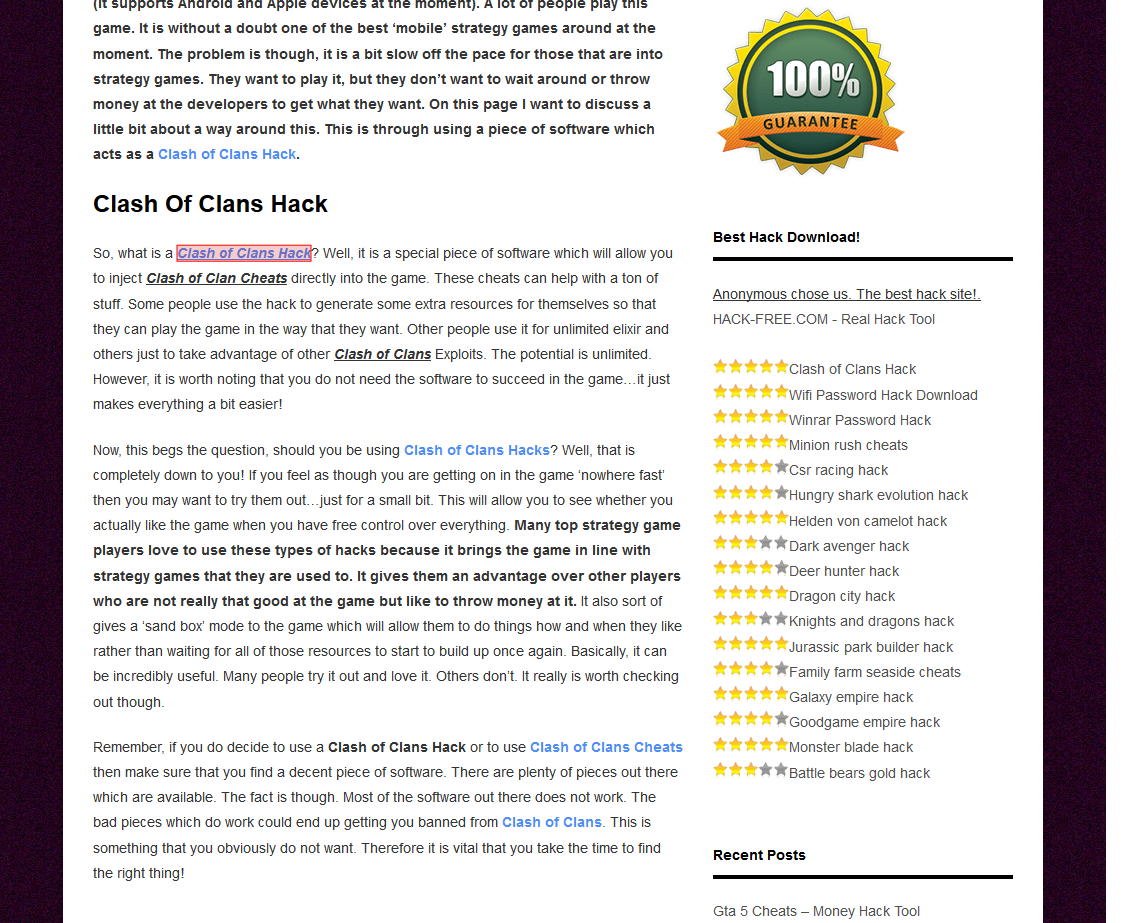 (it supports Android and Apple devices at the moment). A lot of people play this
game. It is without a doubt one of the best ‘mobile’ strategy games around at the
moment. The problem is though, it is a bit slow off the pace for those that are into
strategy games. They want to play it, but they don’t want to wait around or throw
money at the developers to get what they want. On this page I want to discuss a
little bit about a way around this. This is through using a piece of software which
acts as a Clash of Clans Hack.
Clash Of Clans Hack
So, what is a Clash of Clans Hack? Well, it is a special piece of software which will allow you
to inject Clash of Clan Cheats directly into the game. These cheats can help with a ton of
stuff. Some people use the hack to generate some extra resources for themselves so that
they can play the game in the way that they want. Other people use it for unlimited elixir and
others just to take advantage of other Clash of Clans Exploits. The potential is unlimited.
However, it is worth noting that you do not need the software to succeed in the game…it just
makes everything a bit easier!
Now, this begs the question, should you be using Clash of Clans Hacks? Well, that is
completely down to you! If you feel as though you are getting on in the game ‘nowhere fast’
then you may want to try them out…just for a small bit. This will allow you to see whether you
actually like the game when you have free control over everything. Many top strategy game
players love to use these types of hacks because it brings the game in line with
strategy games that they are used to. It gives them an advantage over other players
who are not really that good at the game but like to throw money at it. It also sort of
gives a ‘sand box’ mode to the game which will allow them to do things how and when they like
rather than waiting for all of those resources to start to build up once again. Basically, it can
be incredibly useful. Many people try it out and love it. Others don’t. It really is worth checking
out though.
Remember, if you do decide to use a Clash of Clans Hack or to use Clash of Clans Cheats
then make sure that you find a decent piece of software. There are plenty of pieces out there
which are available. The fact is though. Most of the software out there does not work. The
bad pieces which do work could end up getting you banned from Clash of Clans. This is
something that you obviously do not want. Therefore it is vital that you take the time to find
the right thing!
100%
GUARANTEE
Best Hack Download!
Anonymous chose us. The best hack site!.
HACK-FREE.COM - Real Hack Tool
Clash of Clans Hack
Wifi Password Hack Download
Winrar Password Hack
Minion rush cheats
Csr racing hack
Hungry shark evolution hack
Helden von camelot hack
Dark avenger hack
Deer hunter hack
Dragon city hack
Knights and dragons hack
Jurassic park builder hack
Family farm seaside cheats
Galaxy empire hack
Goodgame empire hack
Monster blade hack
Battle bears gold hack
Recent Posts
Gta 5 Cheats – Money Hack Tool